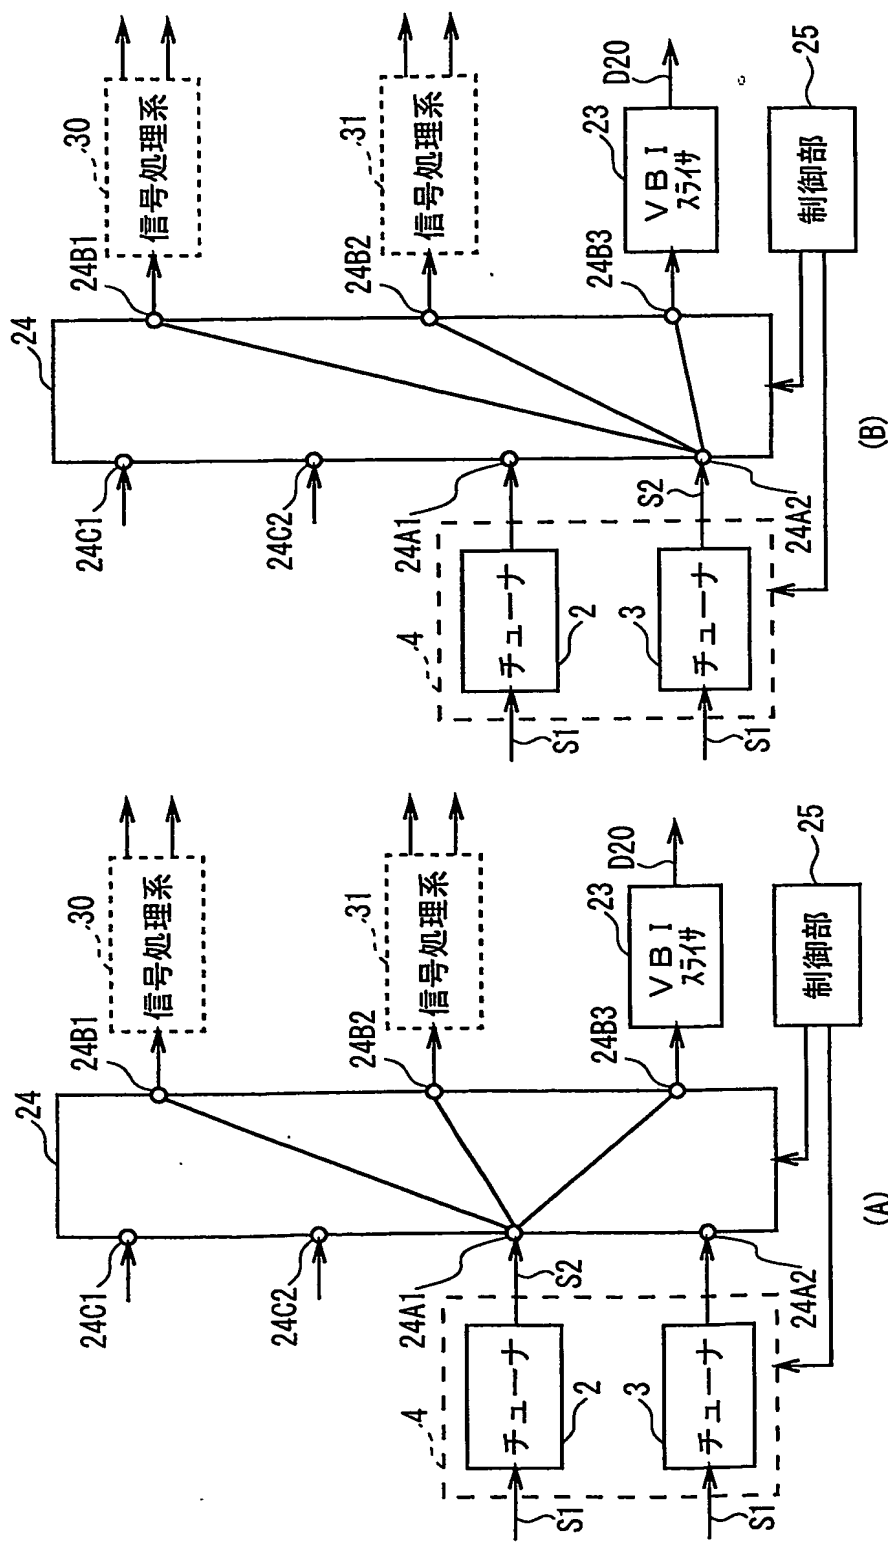 24
24C1
24C2
24A1
24A2
24B1
24B2
24B3
30
信号処理系
31
信号処理系
23
VBI
スライサ
D20
25
制御部
4
チューナ
2
チューナ
3
S1
S1
S2
(A)
24
24C1
24C2
24A1
24A2
24B1
24B2
24B3
30
信号処理系
31
信号処理系
23
VBI
スライサ
D20
25
制御部
4
チューナ
2
チューナ
3
S1
S1
S2
(B)